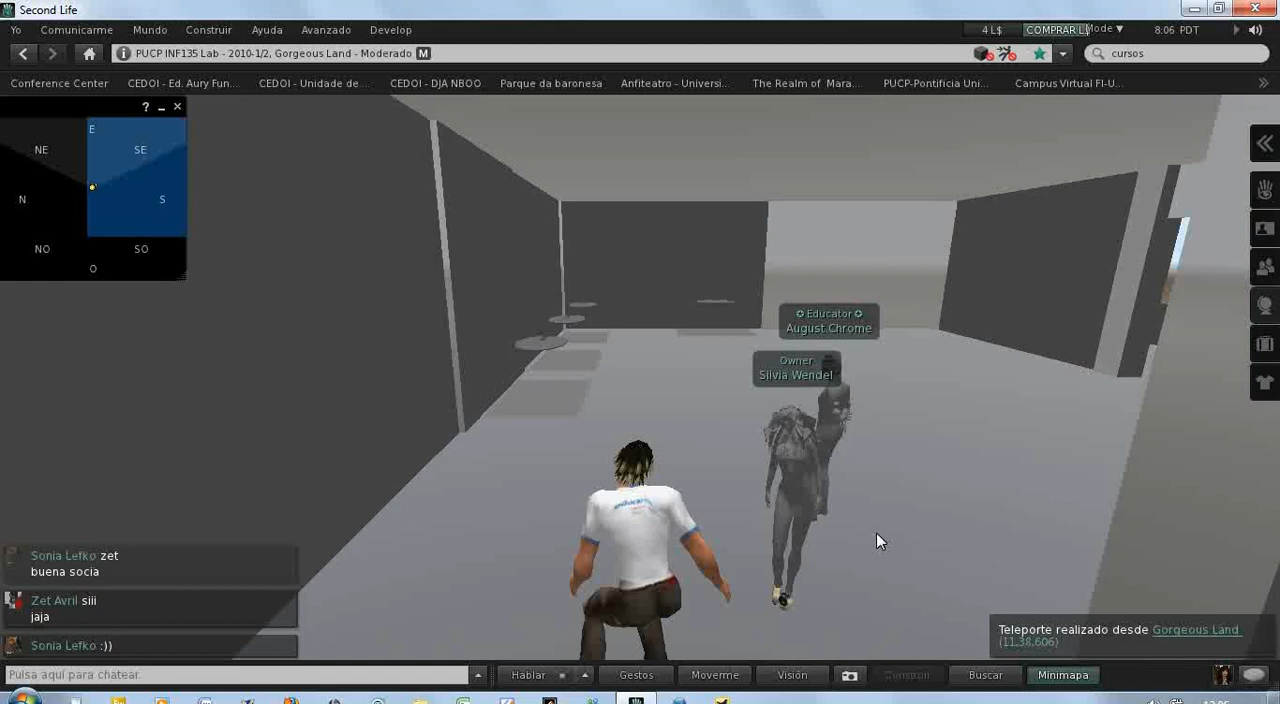 Second Life
Yo Comunicarme Mundo Construir Ayuda Avanzado Develop
4 L$ COMPRAR L$ Mode ▼ 8:06 PDT
PUCP INF135 Lab - 2010-1/2, Gorgeous Land - Moderado M
cursos
Conference Center CEDOI - Ed. Aury Fun... CEDOI - Unidade de... CEDOI - DJA NBOO Parque da baronesa Anfiteatro - Universi... The Realm of Mara... PUCP-Pontificia Uni... Campus Virtual FI-U...
? _ ×
E
NE SE
N S
NO SO
O
✪ Educator ✪
August Chrome
Owner
Silvia Wendel
Sonia Lefko zet
buena socia
Zet Avril siii
jaja
Sonia Lefko :))
Teleporte realizado desde Gorgeous Land
(11,38,606)
Pulsa aquí para chatear.
Hablar Gestos Moverme Visión Buscar Minimapa